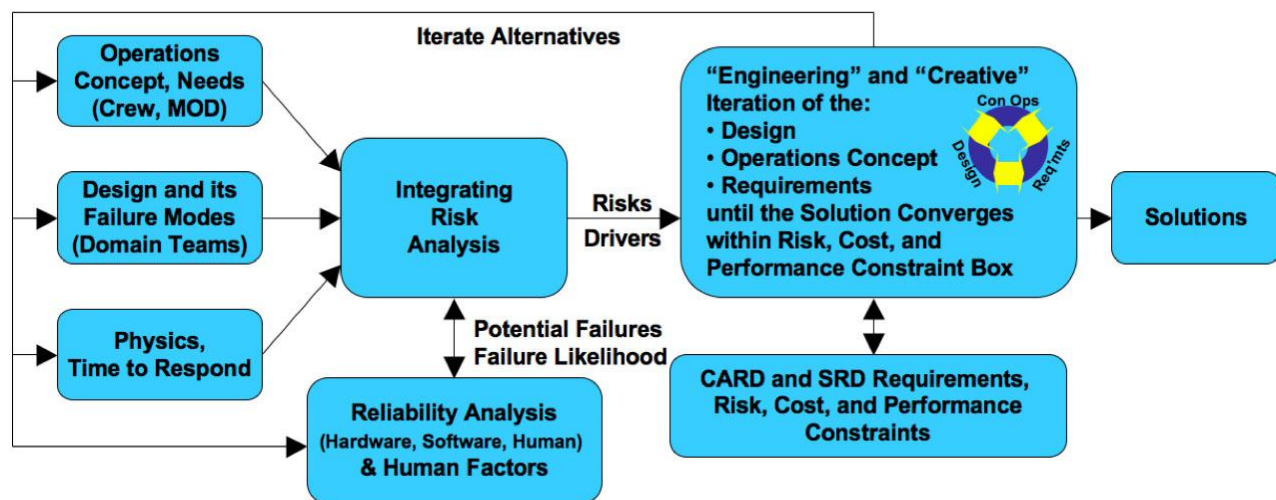 Iterate Alternatives
Operations
Concept, Needs
(Crew, MOD)
Design and its
Failure Modes
(Domain Teams)
Physics,
Time to Respond
Integrating
Risk
Analysis
Risks
Drivers
Potential Failures
Failure Likelihood
Reliability Analysis
(Hardware, Software, Human)
& Human Factors
“Engineering” and “Creative”
Iteration of the:
• Design
• Operations Concept
• Requirements
until the Solution Converges
within Risk, Cost, and
Performance Constraint Box
Con Ops
Design
Req'mts
CARD and SRD Requirements,
Risk, Cost, and Performance
Constraints
Solutions